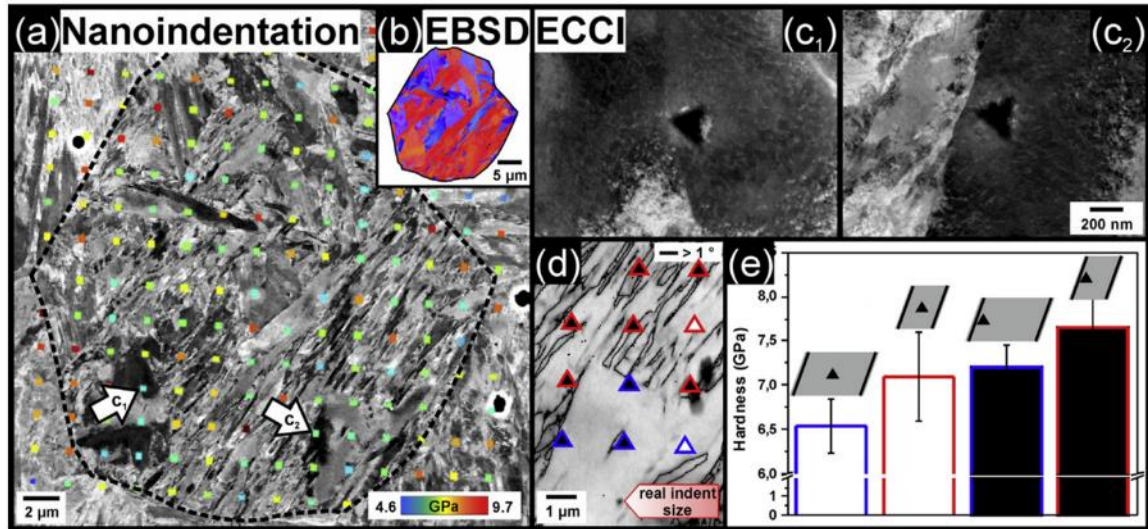 (a) Nanoindentation
(b) EBSD
5 µm
ECCI
(c₁)
(c₂)
200 nm
c₁
c₂
2 µm
4.6 GPa 9.7
(d)
> 1 °
real indent
size
1 µm
(e)
Hardness (GPa)
8,0
7,5
7,0
6,5
6,0
1
0